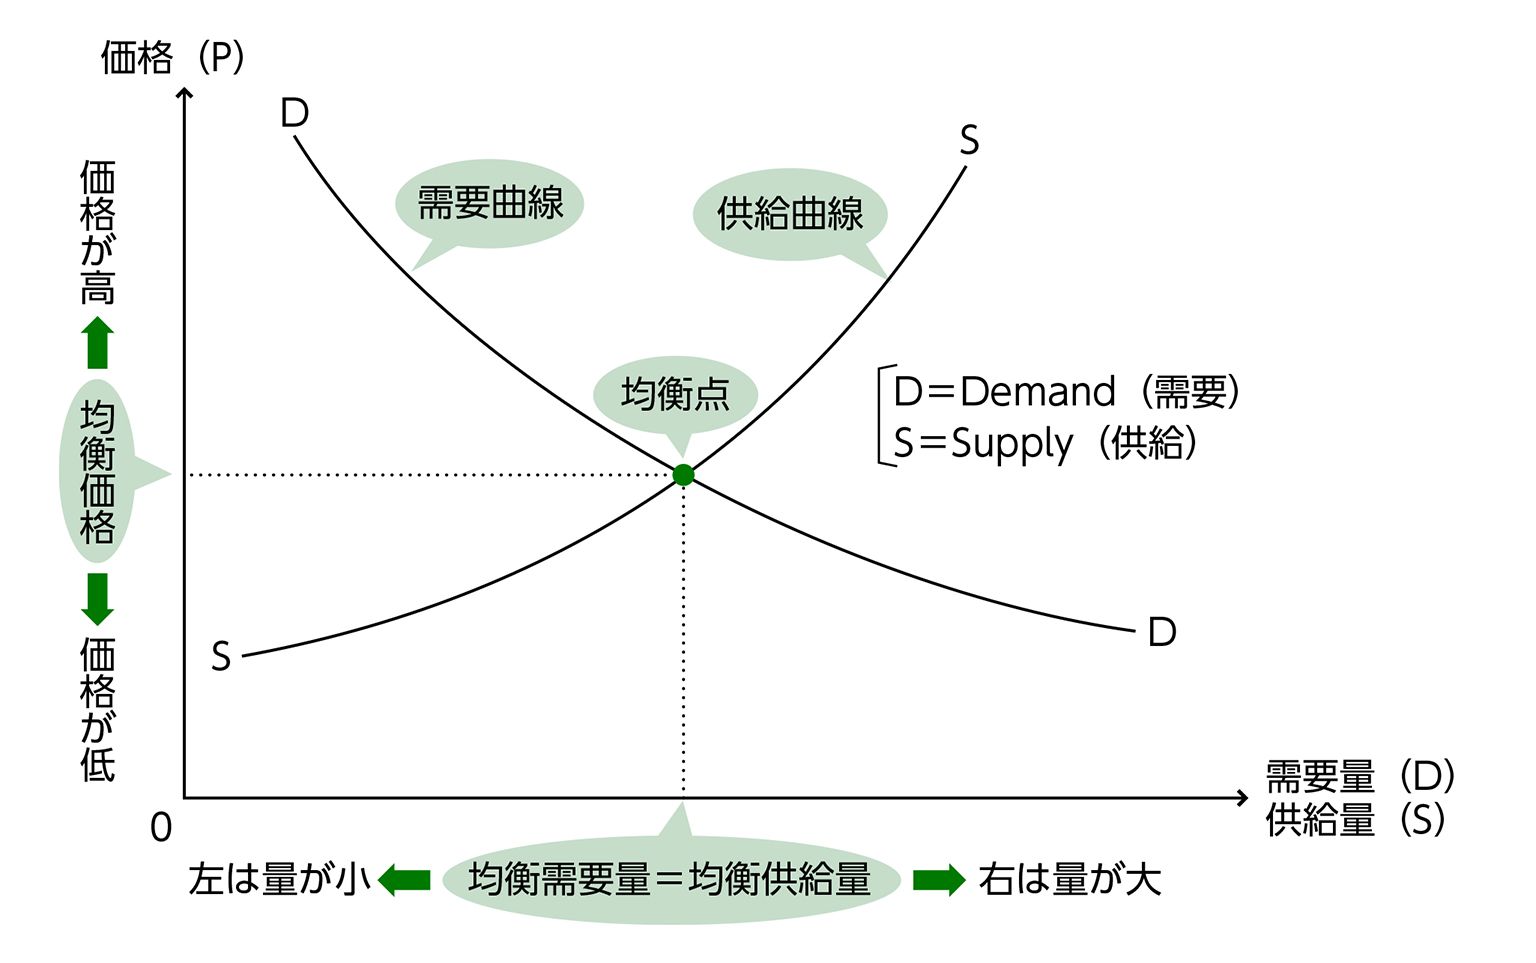 価格（P）
D
S
需要曲線
供給曲線
価格が高
均衡点
D＝Demand（需要）
S＝Supply（供給）
均衡価格
価格が低
S
D
需要量（D）
供給量（S）
0
左は量が小
均衡需要量＝均衡供給量
右は量が大